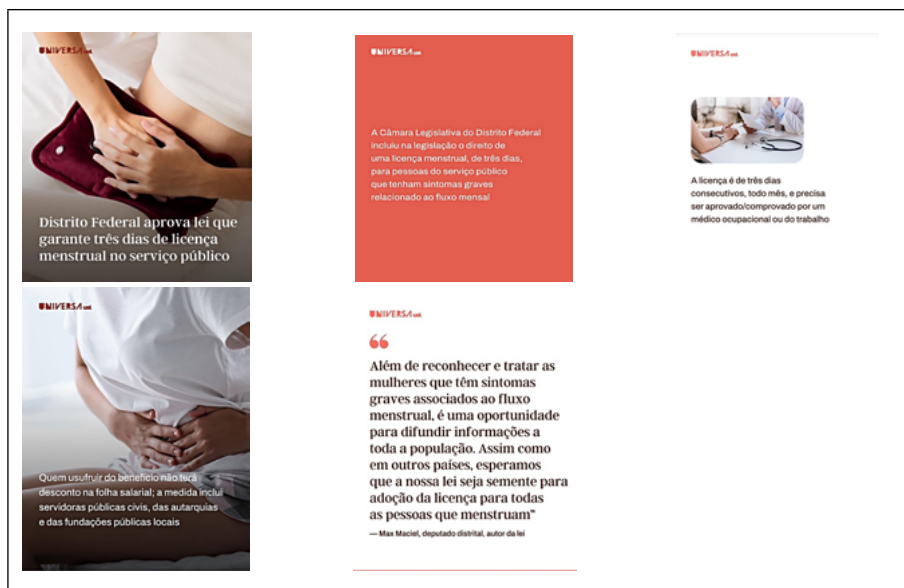 UNIVERSA uol
Distrito Federal aprova lei que
garante três dias de licença
menstrual no serviço público
UNIVERSA uol
A Câmara Legislativa do Distrito Federal
incluiu na legislação o direito de
uma licença menstrual, de três dias,
para pessoas do serviço público
que tenham sintomas graves
relacionado ao fluxo mensal
UNIVERSA uol
A licença é de três dias
consecutivos, todo mês, e precisa
ser aprovado/comprovado por um
médico ocupacional ou do trabalho
UNIVERSA uol
Quem usufruir do benefício não terá
desconto na folha salarial; a medida inclui
servidoras públicas civis, das autarquias
e das fundações públicas locais
UNIVERSA uol
“
Além de reconhecer e tratar as
mulheres que têm sintomas
graves associados ao fluxo
menstrual, é uma oportunidade
para difundir informações a
toda a população. Assim como
em outros países, esperamos
que a nossa lei seja semente para
adoção da licença para todas
as pessoas que menstruam”
— Max Maciel, deputado distrital, autor da lei